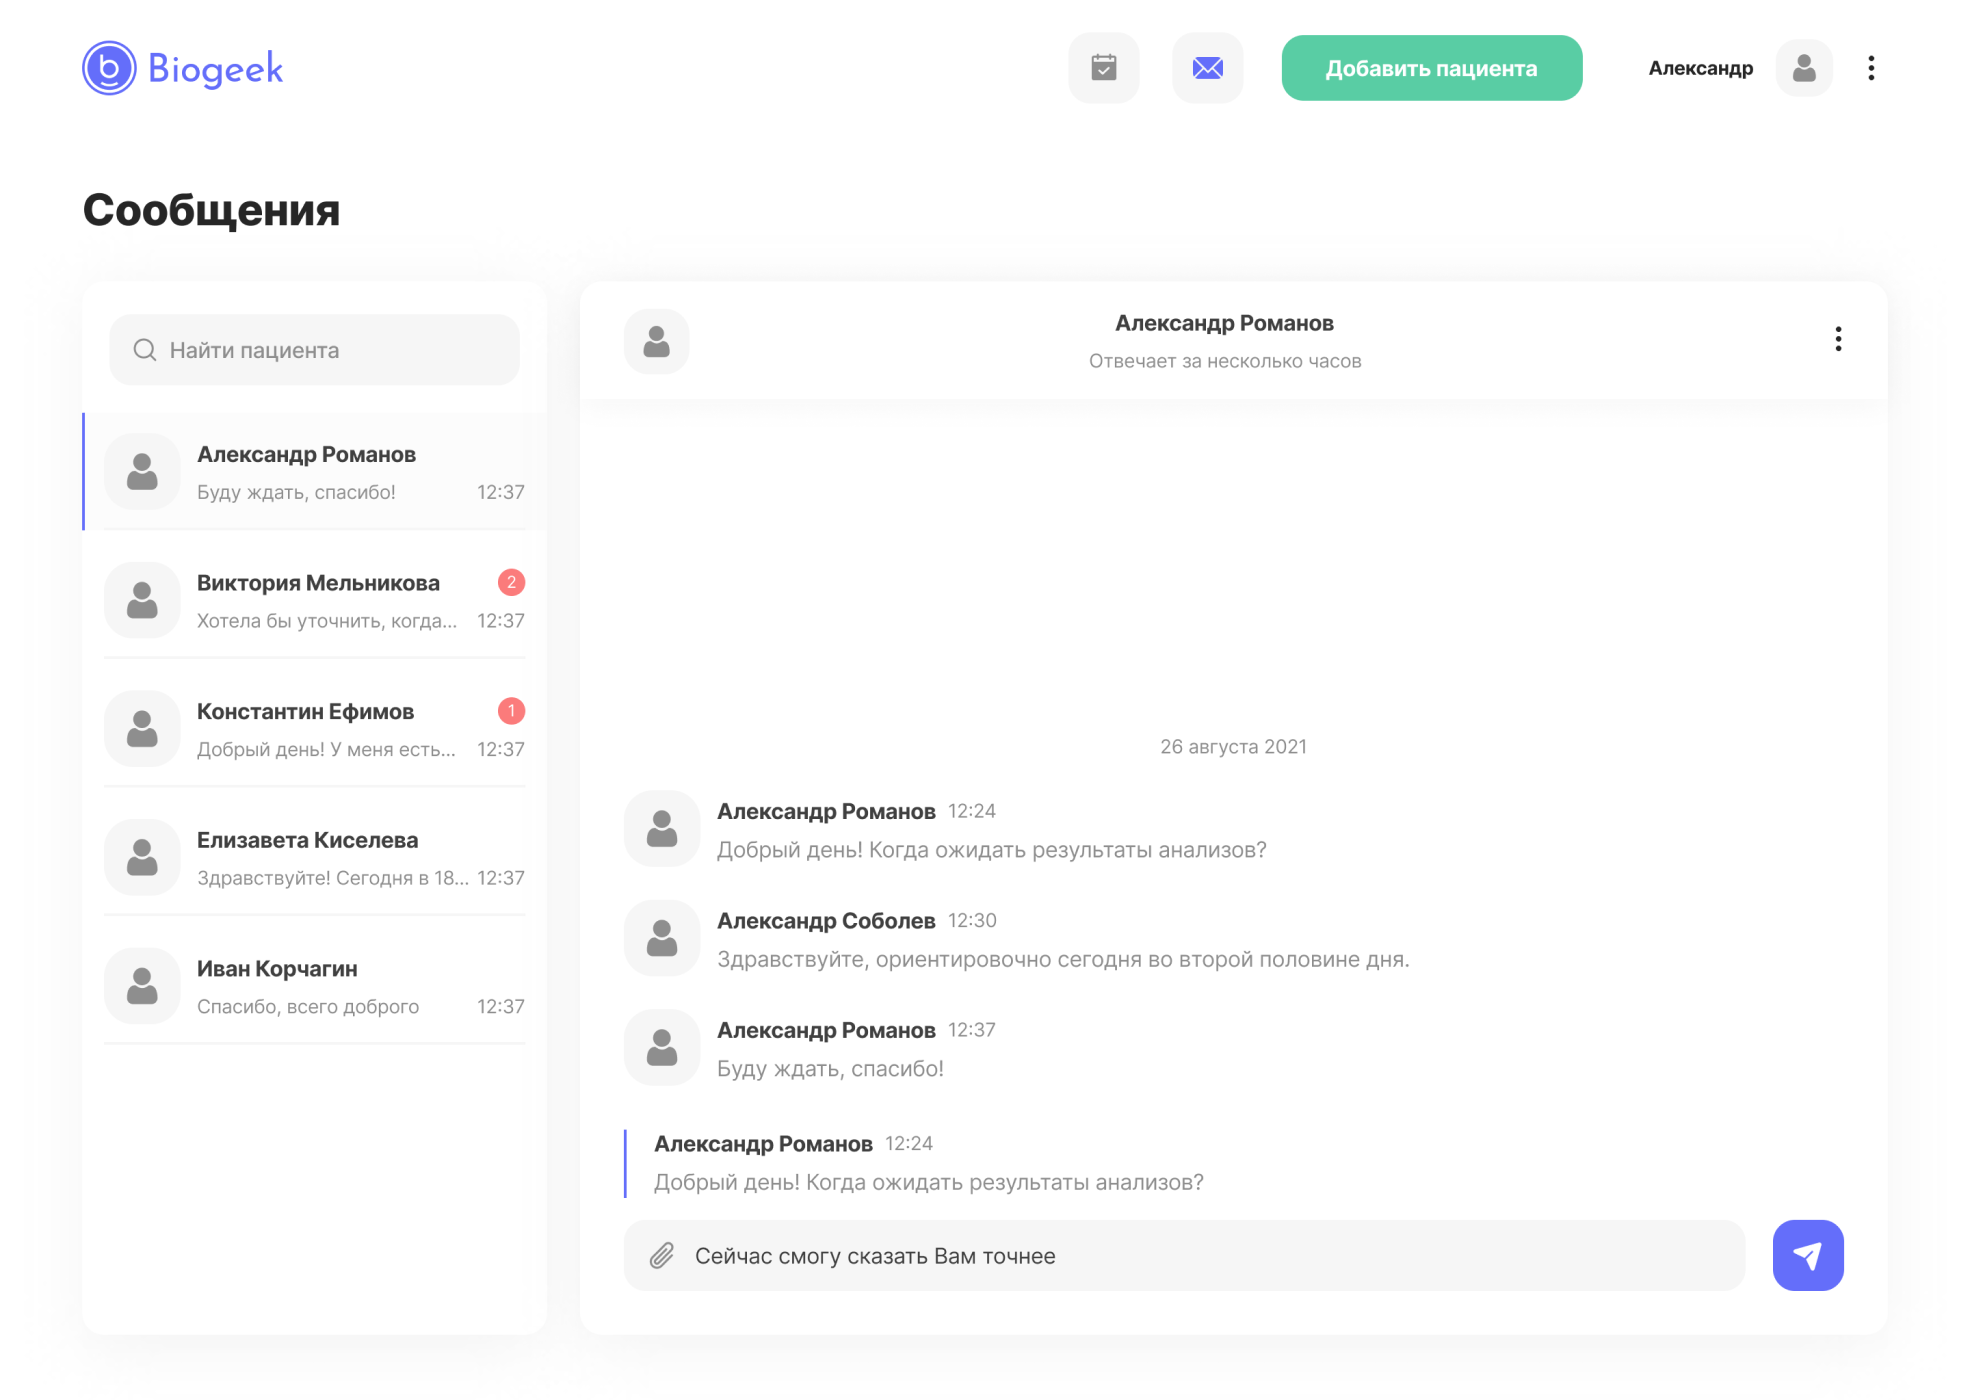 Biogeek
Добавить пациента
Александр
Сообщения
Найти пациента
Александр Романов
Буду ждать, спасибо! 12:37
Виктория Мельникова 2
Хотела бы уточнить, когда... 12:37
Константин Ефимов 1
Добрый день! У меня есть... 12:37
Елизавета Киселева
Здравствуйте! Сегодня в 18... 12:37
Иван Корчагин
Спасибо, всего доброго 12:37
Александр Романов
Отвечает за несколько часов
26 августа 2021
Александр Романов 12:24
Добрый день! Когда ожидать результаты анализов?
Александр Соболев 12:30
Здравствуйте, ориентировочно сегодня во второй половине дня.
Александр Романов 12:37
Буду ждать, спасибо!
Александр Романов 12:24
Добрый день! Когда ожидать результаты анализов?
Сейчас смогу сказать Вам точнее